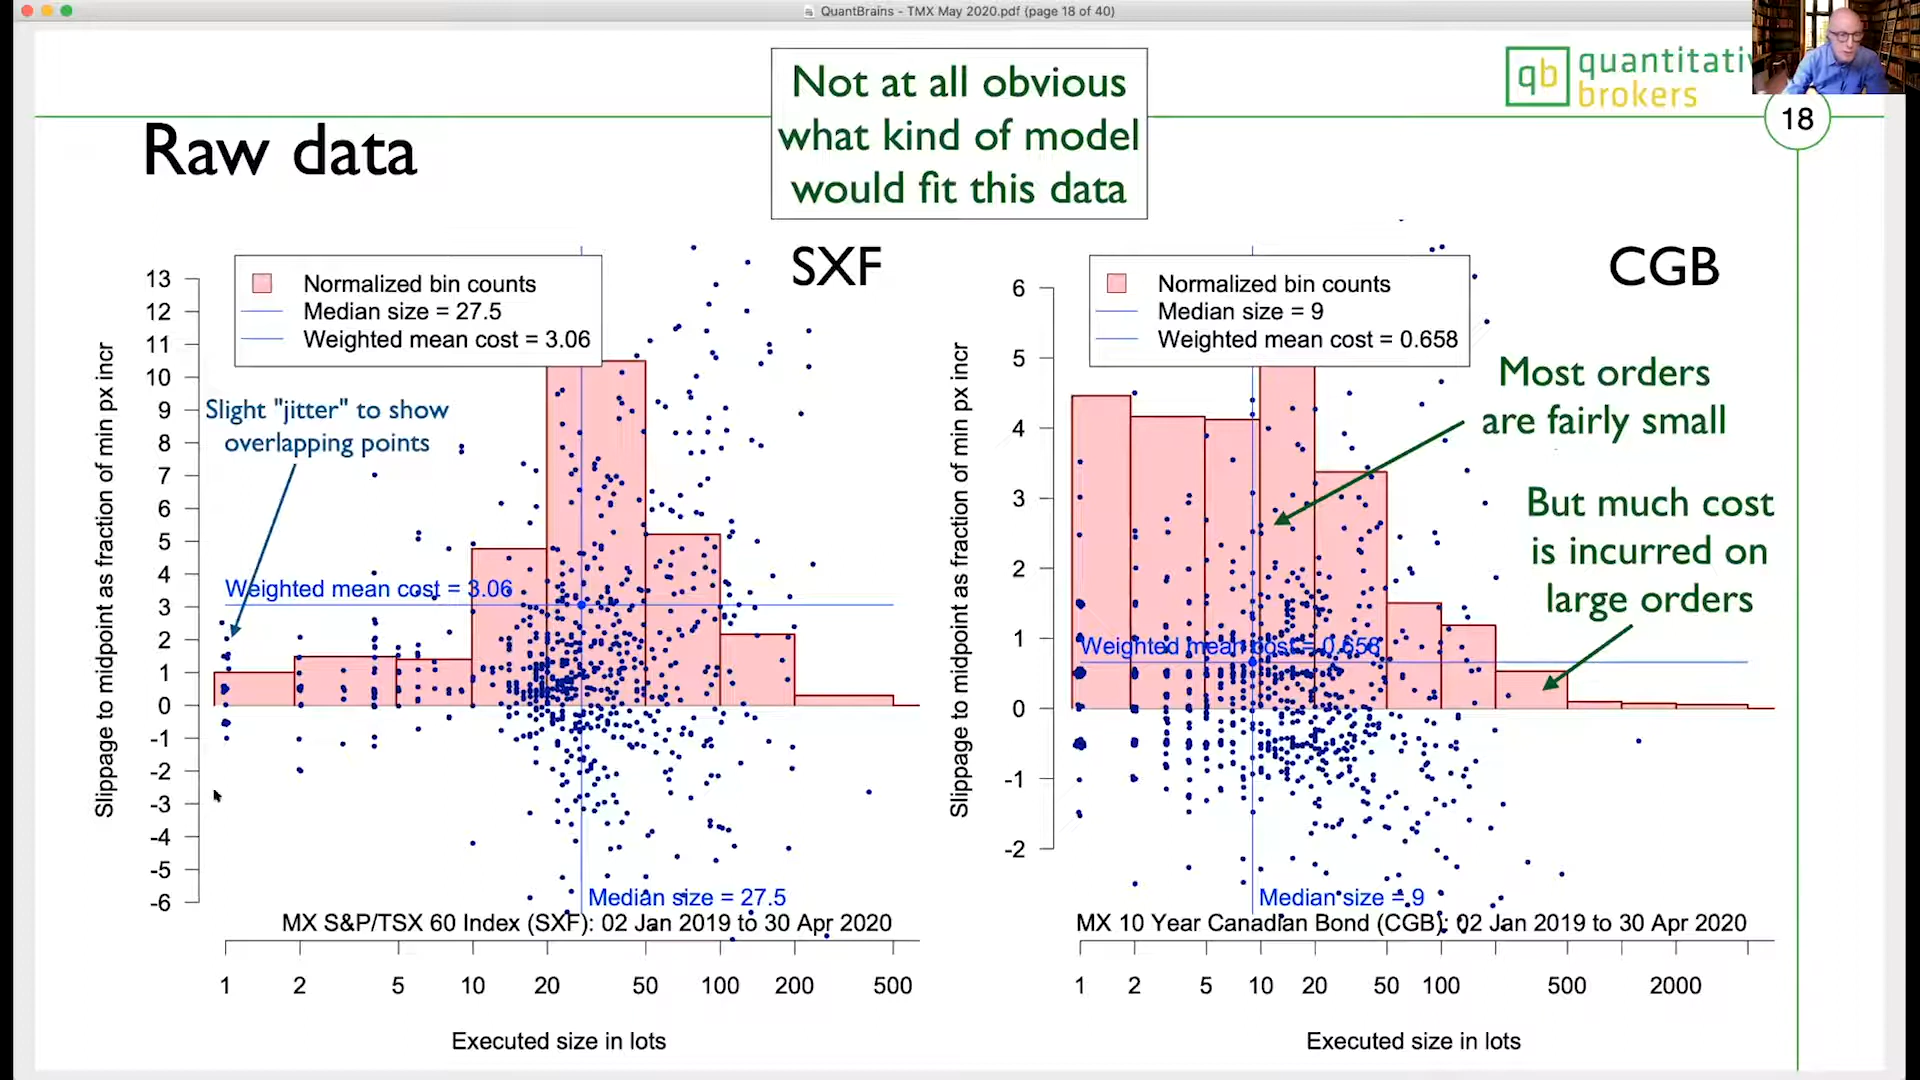 QuantBrains - TMX May 2020.pdf (page 18 of 40)
Not at all obvious
what kind of model
would fit this data
qb
quantitati
brokers
18
Raw data
SXF
Normalized bin counts
Median size = 27.5
Weighted mean cost = 3.06
Slight "jitter" to show
overlapping points
Slippage to midpoint as fraction of min px incr
13
12
11
10
9
8
7
6
5
4
3
2
1
0
-1
-2
-3
-4
-5
-6
Weighted mean cost = 3.06
Median size = 27.5
MX S&P/TSX 60 Index (SXF): 02 Jan 2019 to 30 Apr 2020
1 2 5 10 20 50 100 200 500
Executed size in lots
CGB
Normalized bin counts
Median size = 9
Weighted mean cost = 0.658
Most orders
are fairly small
But much cost
is incurred on
large orders
Slippage to midpoint as fraction of min px incr
6
5
4
3
2
1
0
-1
-2
Weighted mean cost = 0.658
Median size = 9
MX 10 Year Canadian Bond (CGB): 02 Jan 2019 to 30 Apr 2020
1 2 5 10 20 50 100 500 2000
Executed size in lots